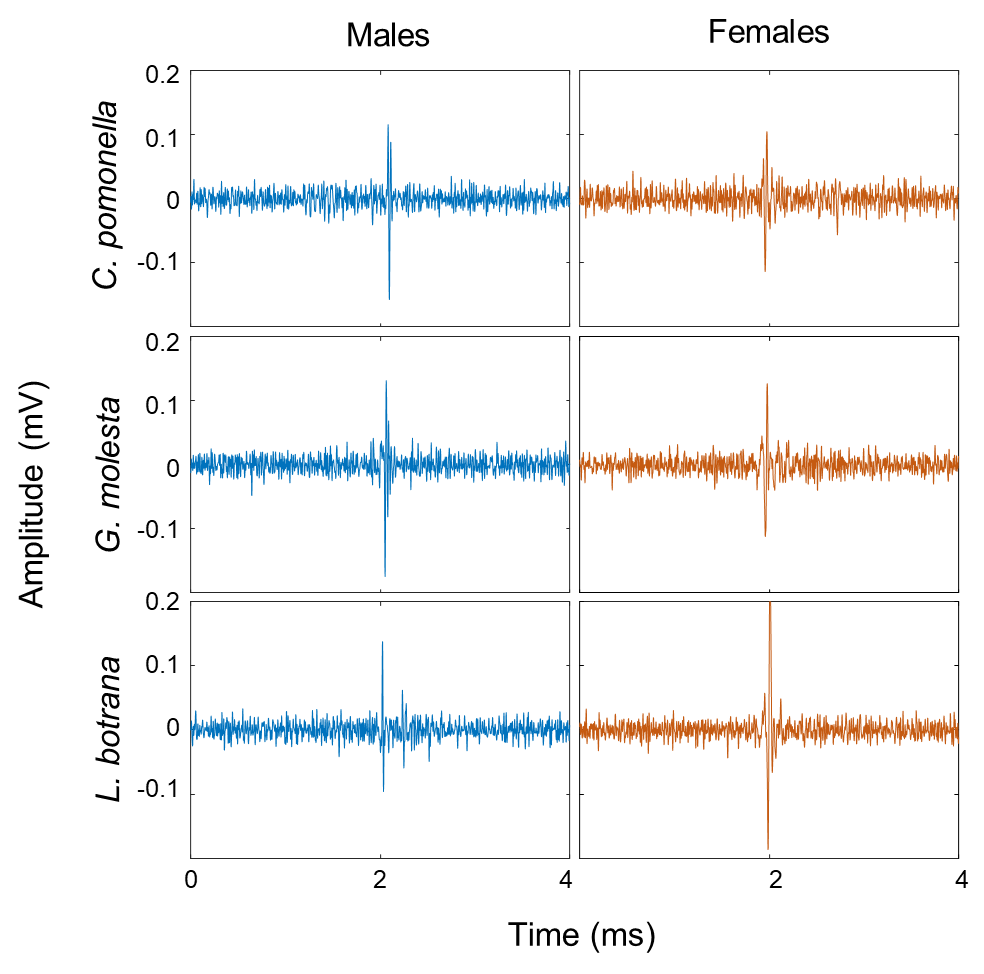 Males
Females
C. pomonella
0.2
0.1
0
-0.1
G. molesta
0.2
0.1
0
-0.1
L. botrana
0.2
0.1
0
-0.1
Amplitude (mV)
0 2 4 2 4
Time (ms)